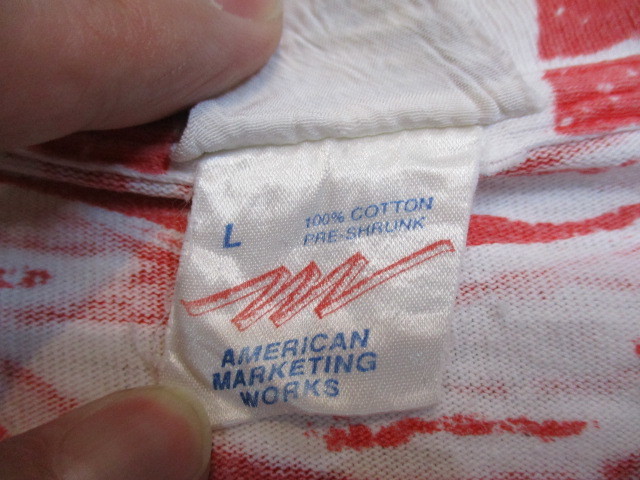 L
100% COTTON
PRE-SHRUNK
AMERICAN
MARKETING
WORKS